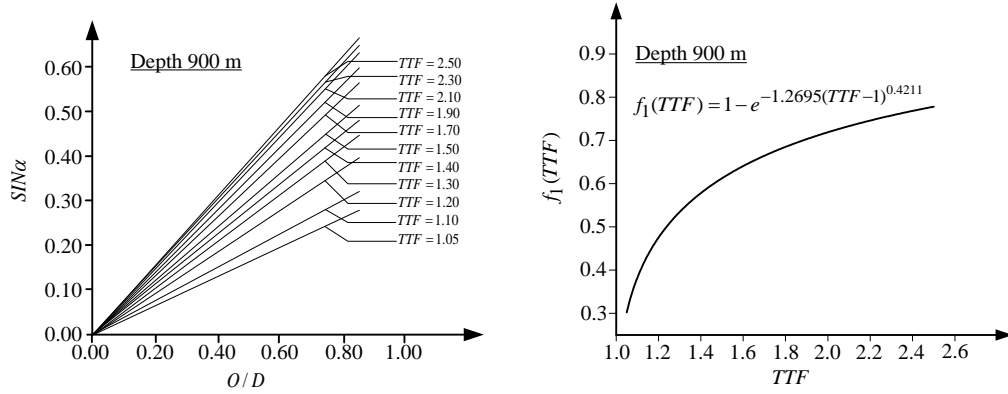 Depth 900 m
SINα
0.60
0.50
0.40
0.30
0.20
0.10
0.00
TTF = 2.50
TTF = 2.30
TTF = 2.10
TTF = 1.90
TTF = 1.70
TTF = 1.50
TTF = 1.40
TTF = 1.30
TTF = 1.20
TTF = 1.10
TTF = 1.05
0.00 0.20 0.40 0.60 0.80 1.00
O/D
Depth 900 m
f₁(TTF) = 1 − e^−1.2695(TTF−1)^0.4211
f₁(TTF)
0.9
0.8
0.7
0.6
0.5
0.4
0.3
1.0 1.2 1.4 1.6 1.8 2.0 2.2 2.4 2.6
TTF